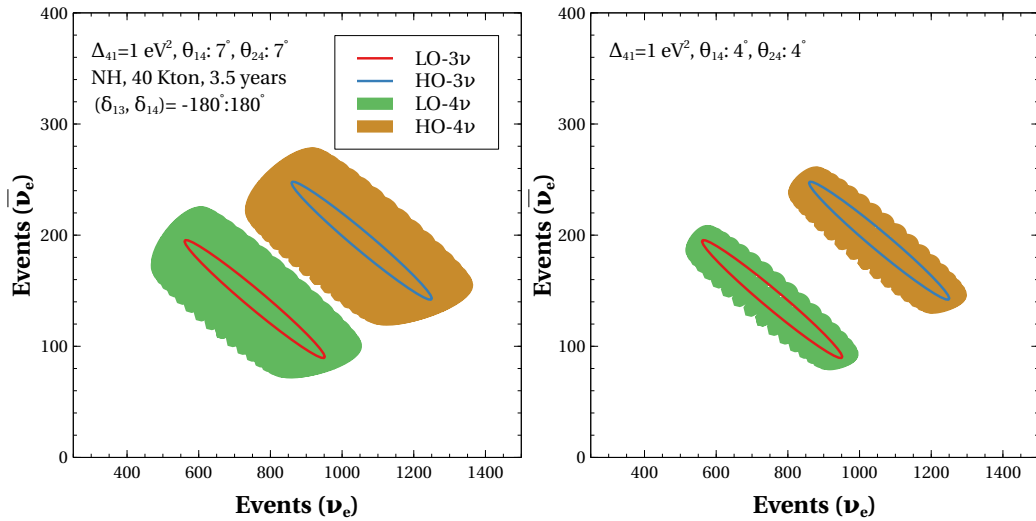 Δ₄₁=1 eV², θ₁₄: 7°, θ₂₄: 7°
NH, 40 Kton, 3.5 years
(δ₁₃, δ₁₄)= -180°:180°
LO-3ν
HO-3ν
LO-4ν
HO-4ν
400
300
200
100
0
Events (ν̅ₑ)
400 600 800 1000 1200 1400
Events (νₑ)
Δ₄₁=1 eV², θ₁₄: 4°, θ₂₄: 4°
400
300
200
100
0
Events (ν̅ₑ)
400 600 800 1000 1200 1400
Events (νₑ)